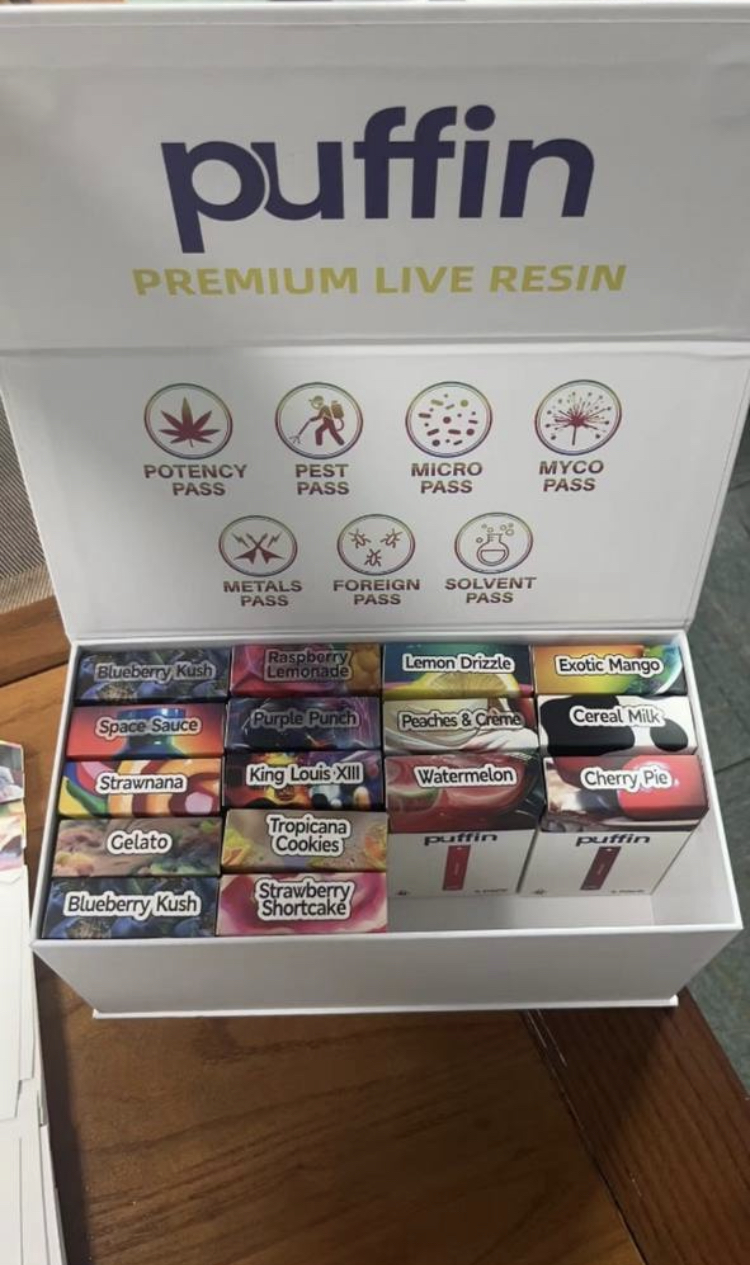 puffin
PREMIUM LIVE RESIN
POTENCY PASS
PEST PASS
MICRO PASS
MYCO PASS
METALS PASS
FOREIGN PASS
SOLVENT PASS
Blueberry Kush
Raspberry Lemonade
Lemon Drizzle
Exotic Mango
Space Sauce
Purple Punch
Peaches & Crème
Cereal Milk
Strawnana
King Louis XIII
Watermelon
Cherry Pie
Gelato
Tropicana Cookies
puffin
puffin
Blueberry Kush
Strawberry Shortcake